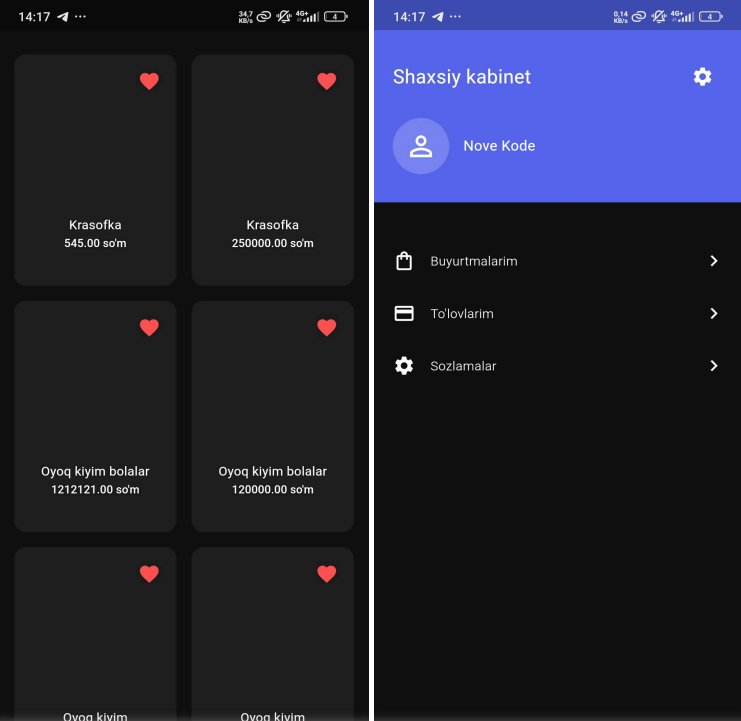 14:17
34,7
KB/s
4G+
4
Krasofka
545.00 so'm
Krasofka
250000.00 so'm
Oyoq kiyim bolalar
1212121.00 so'm
Oyoq kiyim bolalar
120000.00 so'm
Oyoq kiyim
Oyoq kiyim
14:17
0,14
KB/s
4G+
4
Shaxsiy kabinet
Nove Kode
Buyurtmalarim
To'lovlarim
Sozlamalar